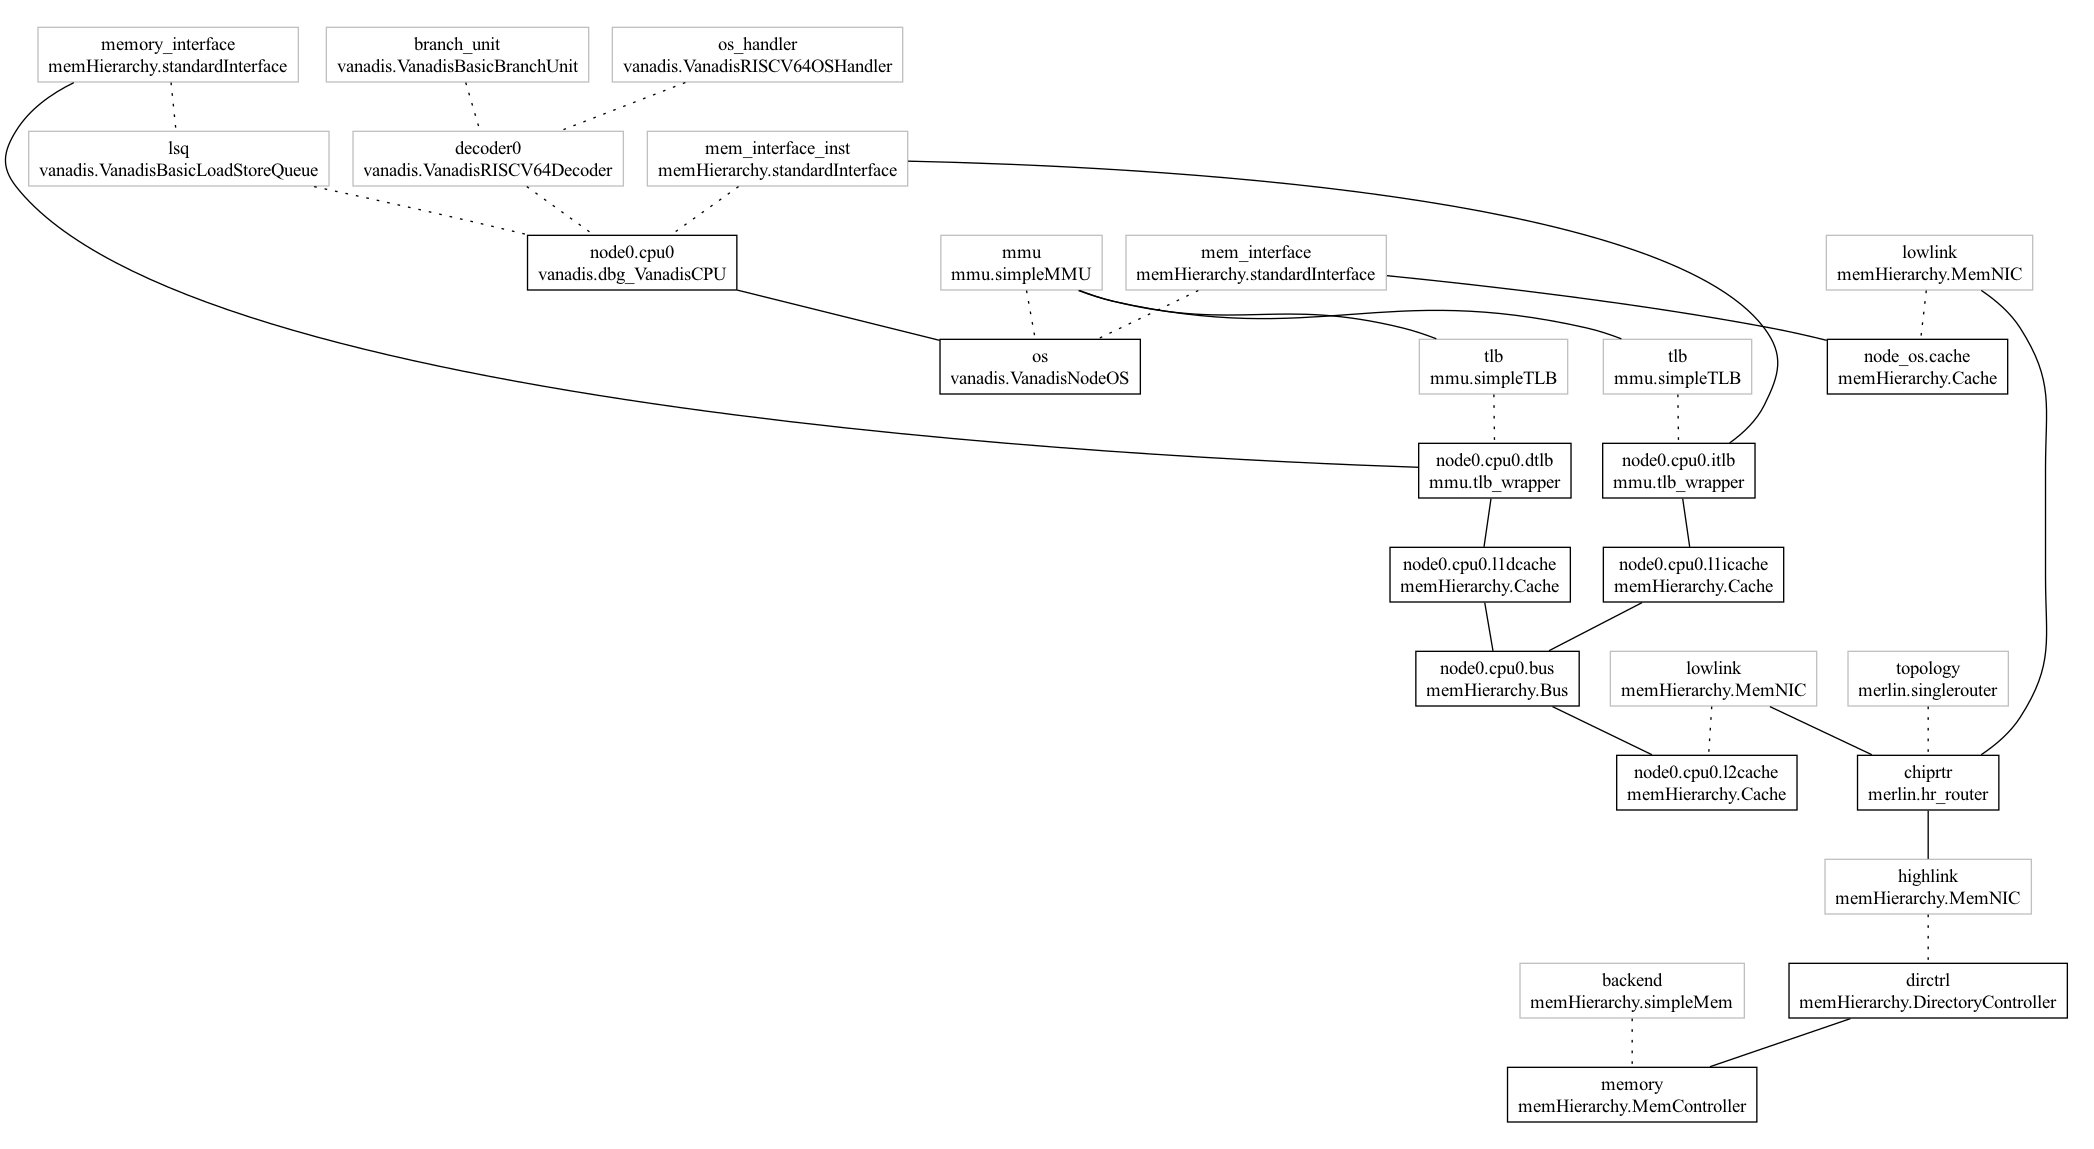 memory_interface
memHierarchy.standardInterface
branch_unit
vanadis.VanadisBasicBranchUnit
os_handler
vanadis.VanadisRISCV64OSHandler
lsq
vanadis.VanadisBasicLoadStoreQueue
decoder0
vanadis.VanadisRISCV64Decoder
mem_interface_inst
memHierarchy.standardInterface
node0.cpu0
vanadis.dbg_VanadisCPU
mmu
mmu.simpleMMU
mem_interface
memHierarchy.standardInterface
lowlink
memHierarchy.MemNIC
os
vanadis.VanadisNodeOS
tlb
mmu.simpleTLB
tlb
mmu.simpleTLB
node_os.cache
memHierarchy.Cache
node0.cpu0.dtlb
mmu.tlb_wrapper
node0.cpu0.itlb
mmu.tlb_wrapper
node0.cpu0.l1dcache
memHierarchy.Cache
node0.cpu0.l1icache
memHierarchy.Cache
node0.cpu0.bus
memHierarchy.Bus
lowlink
memHierarchy.MemNIC
topology
merlin.singlerouter
node0.cpu0.l2cache
memHierarchy.Cache
chiprtr
merlin.hr_router
highlink
memHierarchy.MemNIC
backend
memHierarchy.simpleMem
dirctrl
memHierarchy.DirectoryController
memory
memHierarchy.MemController